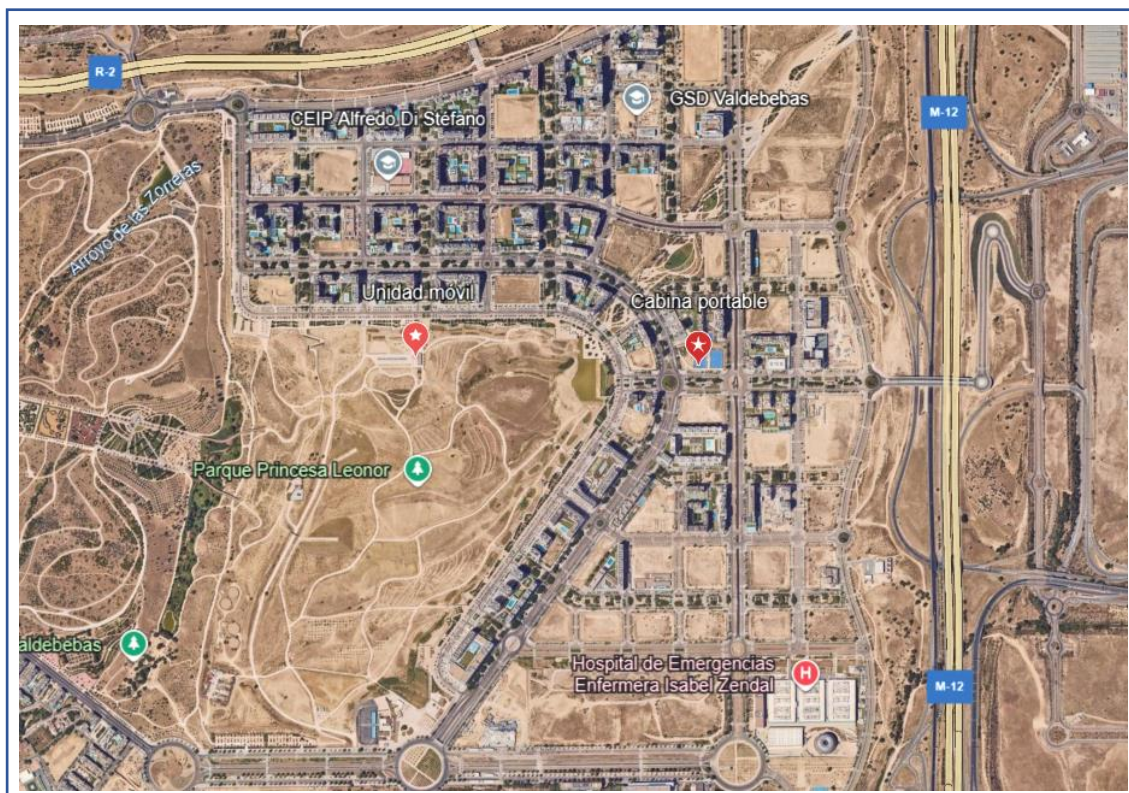 R-2
GSD Valdebebas
M-12
CEIP Alfredo Di Stéfano
Arroyo de las Zorreras
Unidad móvil
Cabina portable
Parque Princesa Leonor
aldebebas
Hospital de Emergencias
Enfermera Isabel Zendal
H
M-12